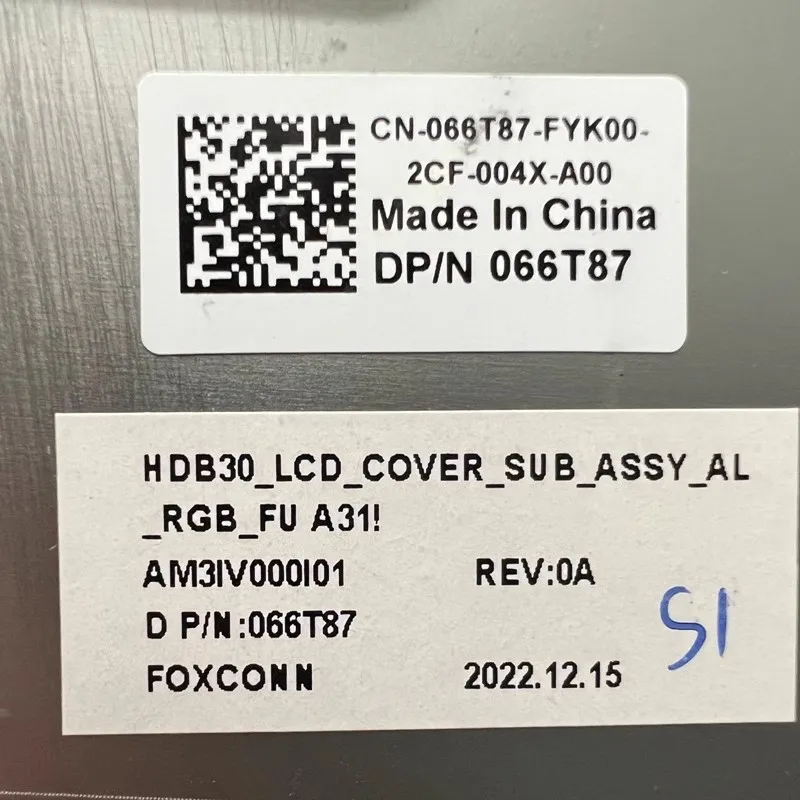 CN-066T87-FYK00-
2CF-004X-A00
Made In China
DP/N 066T87
HDB30_LCD_COVER_SUB_ASSY_AL
_RGB_FU A31!
AM3IV000I01
REV:0A
D P/N:066T87
FOXCONN
2022.12.15
S1